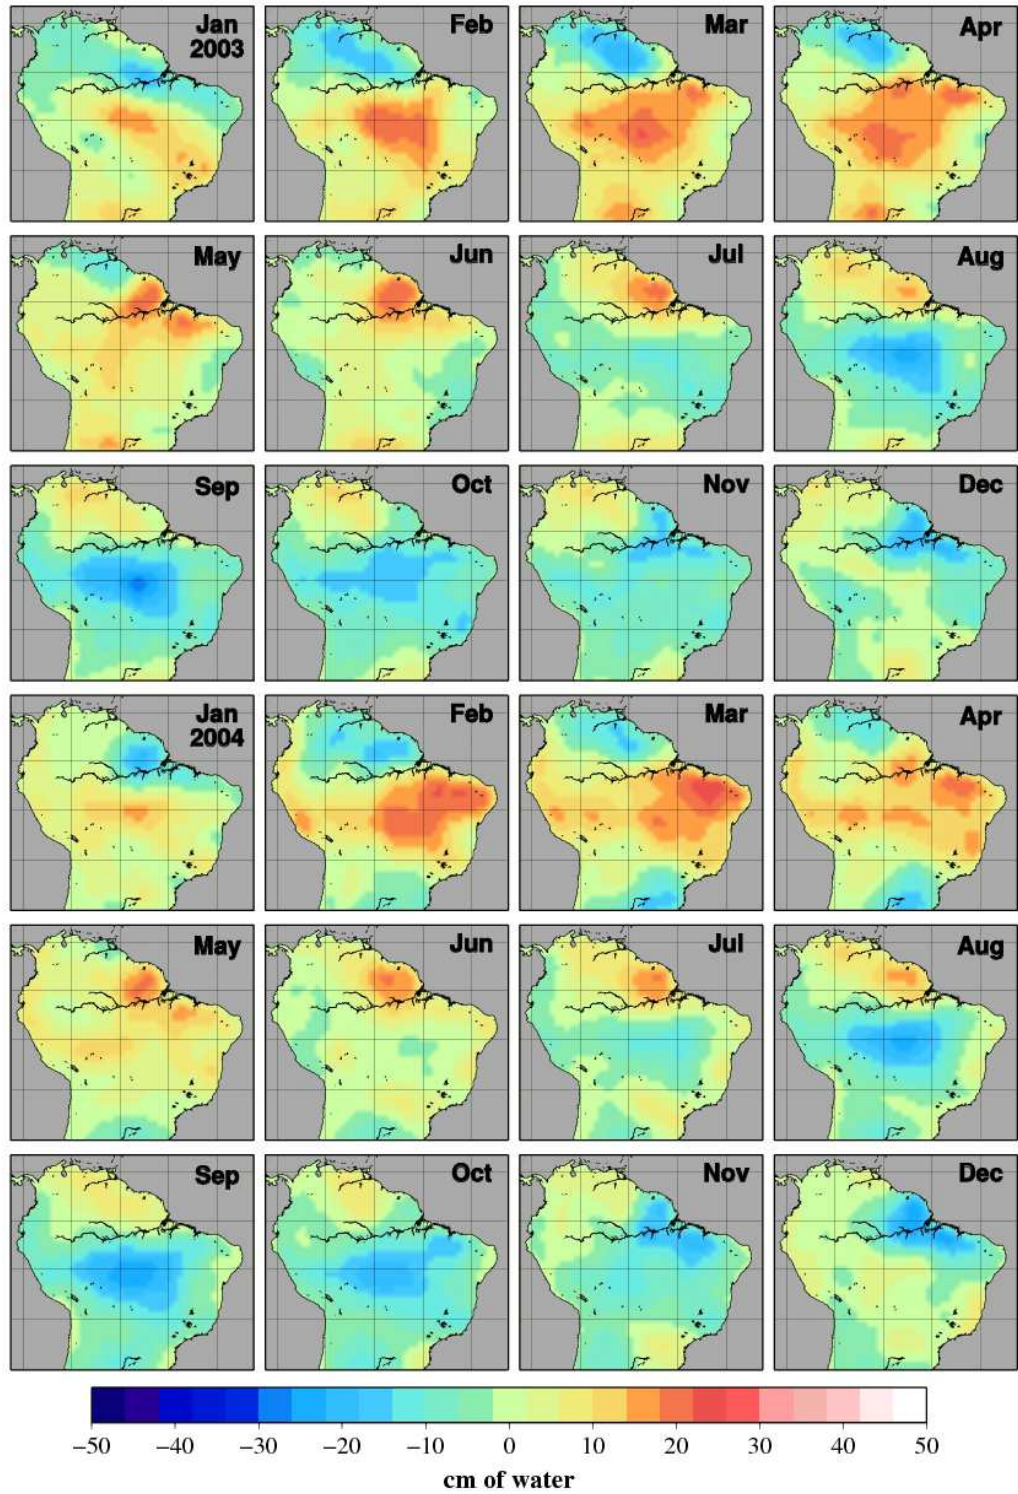 Jan
2003
Feb
Mar
Apr
May
Jun
Jul
Aug
Sep
Oct
Nov
Dec
Jan
2004
Feb
Mar
Apr
May
Jun
Jul
Aug
Sep
Oct
Nov
Dec
−50 −40 −30 −20 −10 0 10 20 30 40 50
cm of water